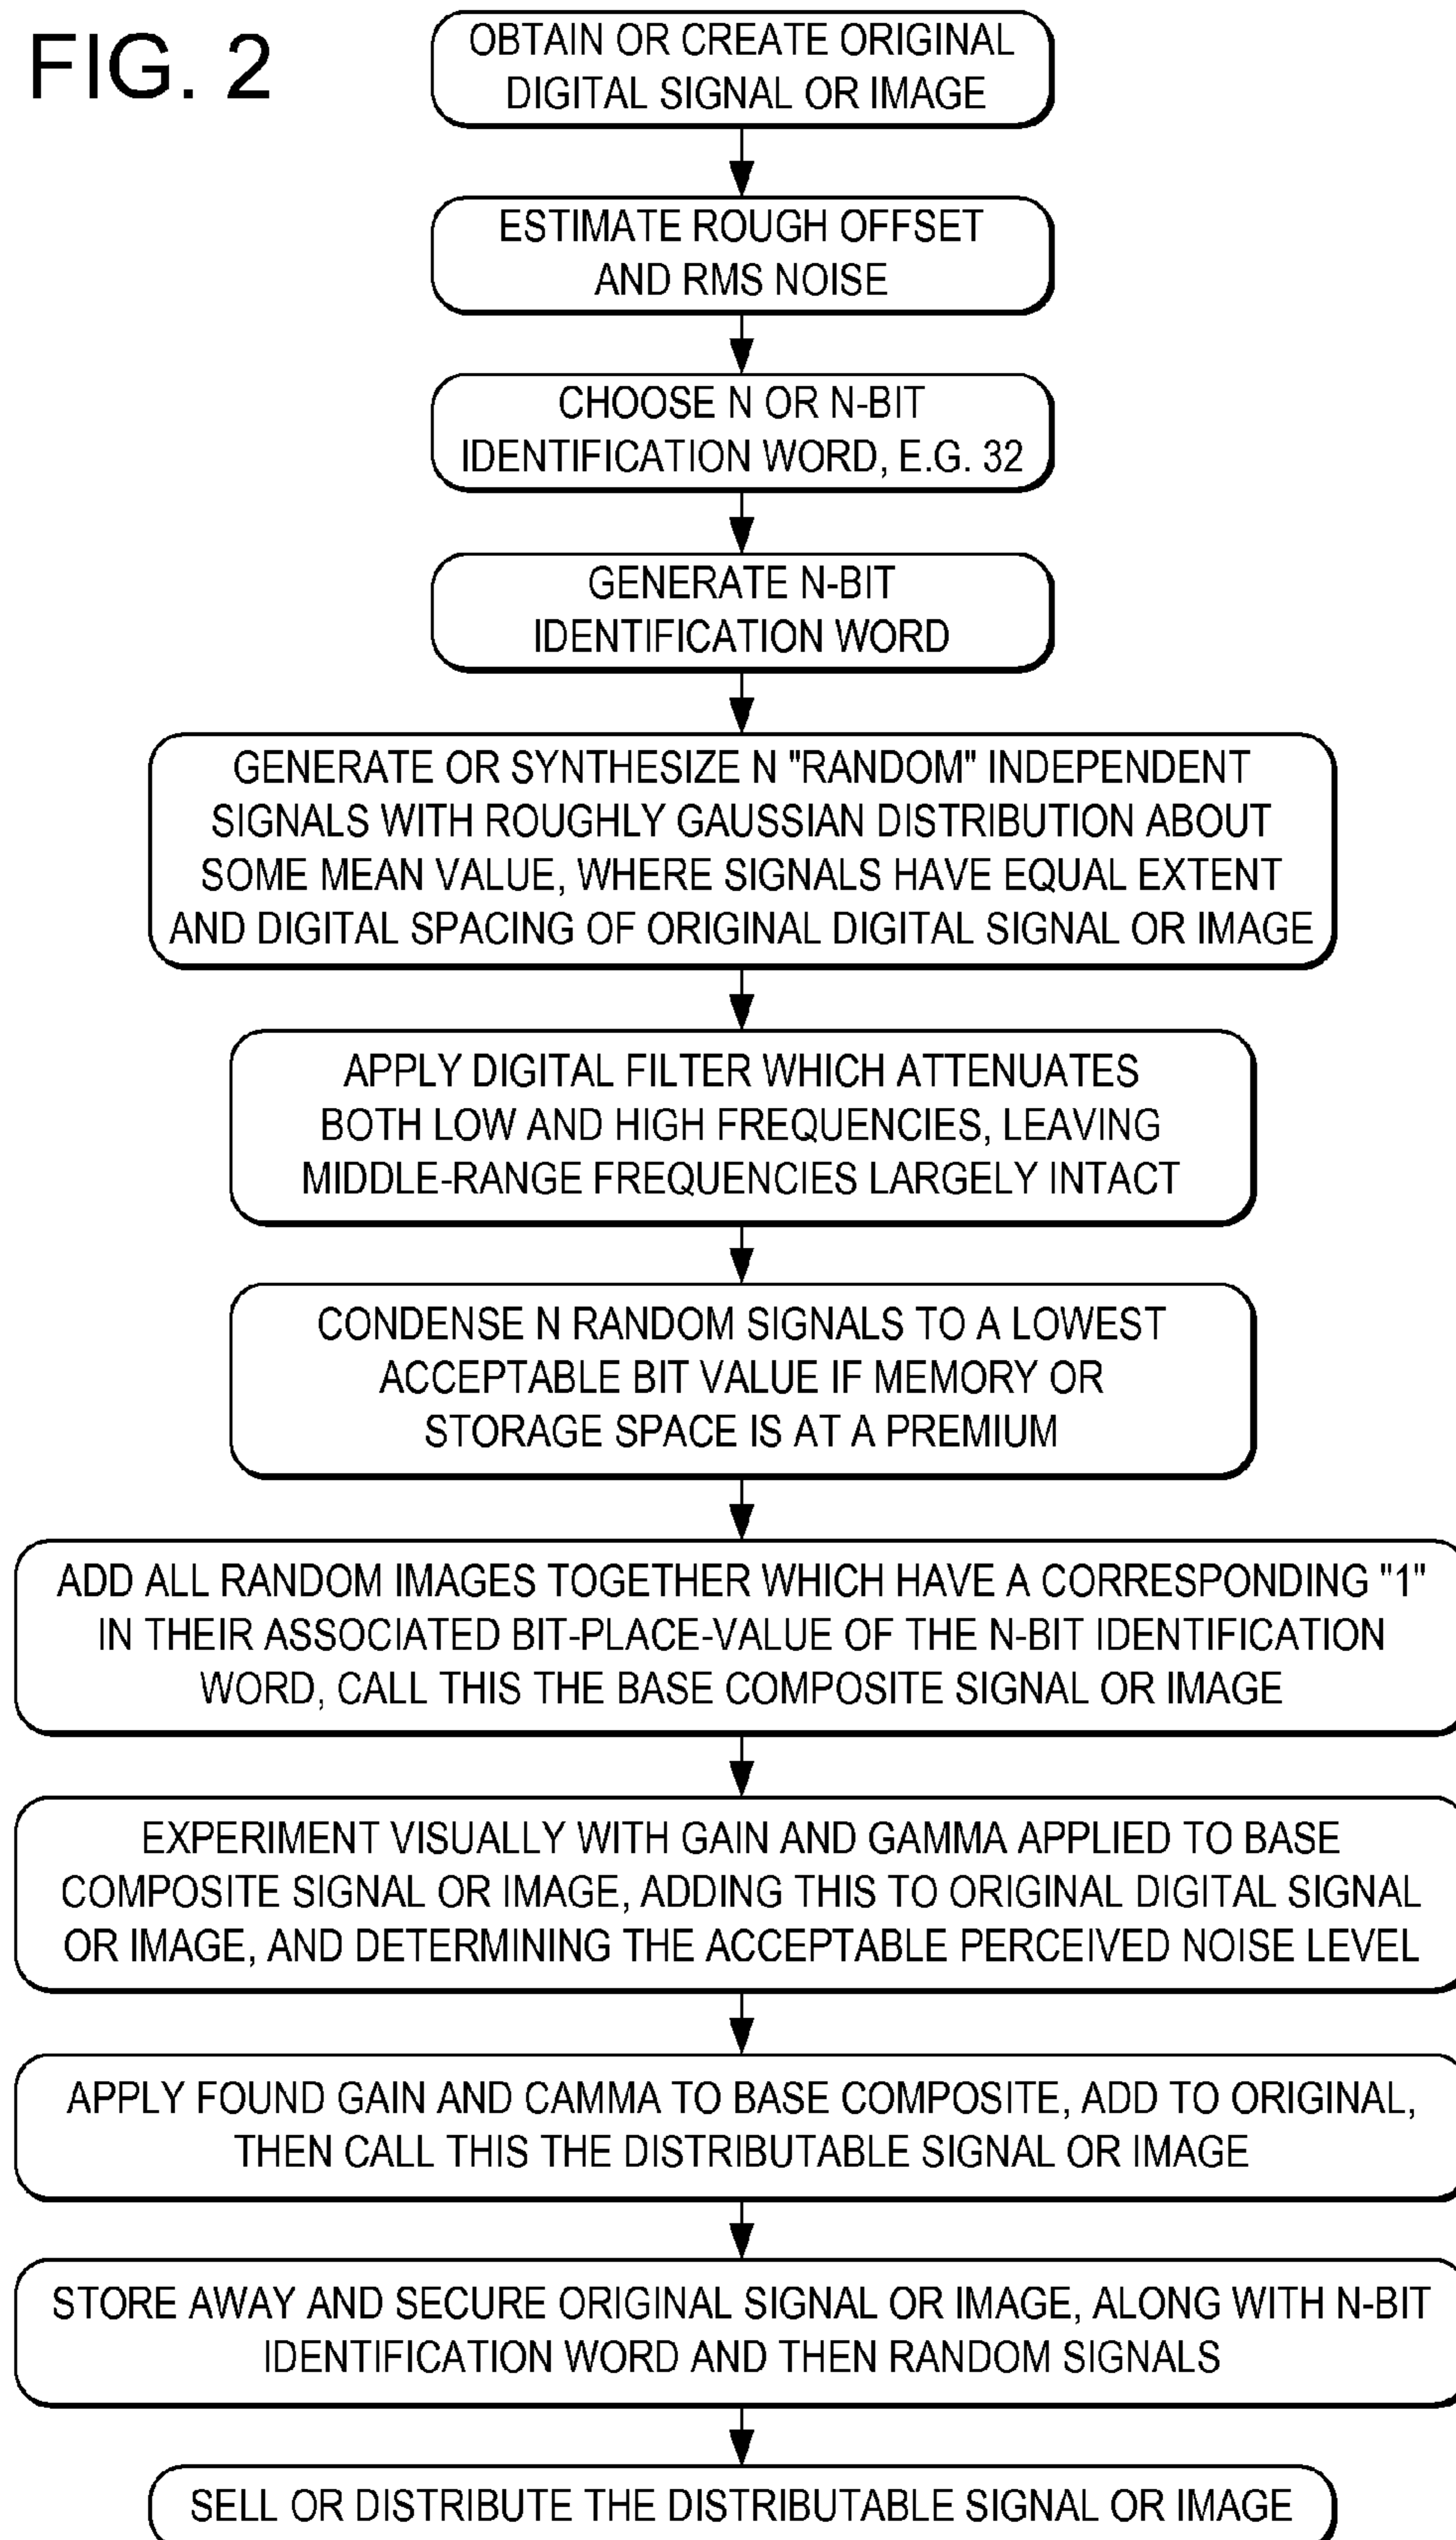 FIG. 2
OBTAIN OR CREATE ORIGINAL
DIGITAL SIGNAL OR IMAGE
ESTIMATE ROUGH OFFSET
AND RMS NOISE
CHOOSE N OR N-BIT
IDENTIFICATION WORD, E.G. 32
GENERATE N-BIT
IDENTIFICATION WORD
GENERATE OR SYNTHESIZE N "RANDOM" INDEPENDENT
SIGNALS WITH ROUGHLY GAUSSIAN DISTRIBUTION ABOUT
SOME MEAN VALUE, WHERE SIGNALS HAVE EQUAL EXTENT
AND DIGITAL SPACING OF ORIGINAL DIGITAL SIGNAL OR IMAGE
APPLY DIGITAL FILTER WHICH ATTENUATES
BOTH LOW AND HIGH FREQUENCIES, LEAVING
MIDDLE-RANGE FREQUENCIES LARGELY INTACT
CONDENSE N RANDOM SIGNALS TO A LOWEST
ACCEPTABLE BIT VALUE IF MEMORY OR
STORAGE SPACE IS AT A PREMIUM
ADD ALL RANDOM IMAGES TOGETHER WHICH HAVE A CORRESPONDING "1"
IN THEIR ASSOCIATED BIT-PLACE-VALUE OF THE N-BIT IDENTIFICATION
WORD, CALL THIS THE BASE COMPOSITE SIGNAL OR IMAGE
EXPERIMENT VISUALLY WITH GAIN AND GAMMA APPLIED TO BASE
COMPOSITE SIGNAL OR IMAGE, ADDING THIS TO ORIGINAL DIGITAL SIGNAL
OR IMAGE, AND DETERMINING THE ACCEPTABLE PERCEIVED NOISE LEVEL
APPLY FOUND GAIN AND CAMMA TO BASE COMPOSITE, ADD TO ORIGINAL,
THEN CALL THIS THE DISTRIBUTABLE SIGNAL OR IMAGE
STORE AWAY AND SECURE ORIGINAL SIGNAL OR IMAGE, ALONG WITH N-BIT
IDENTIFICATION WORD AND THEN RANDOM SIGNALS
SELL OR DISTRIBUTE THE DISTRIBUTABLE SIGNAL OR IMAGE